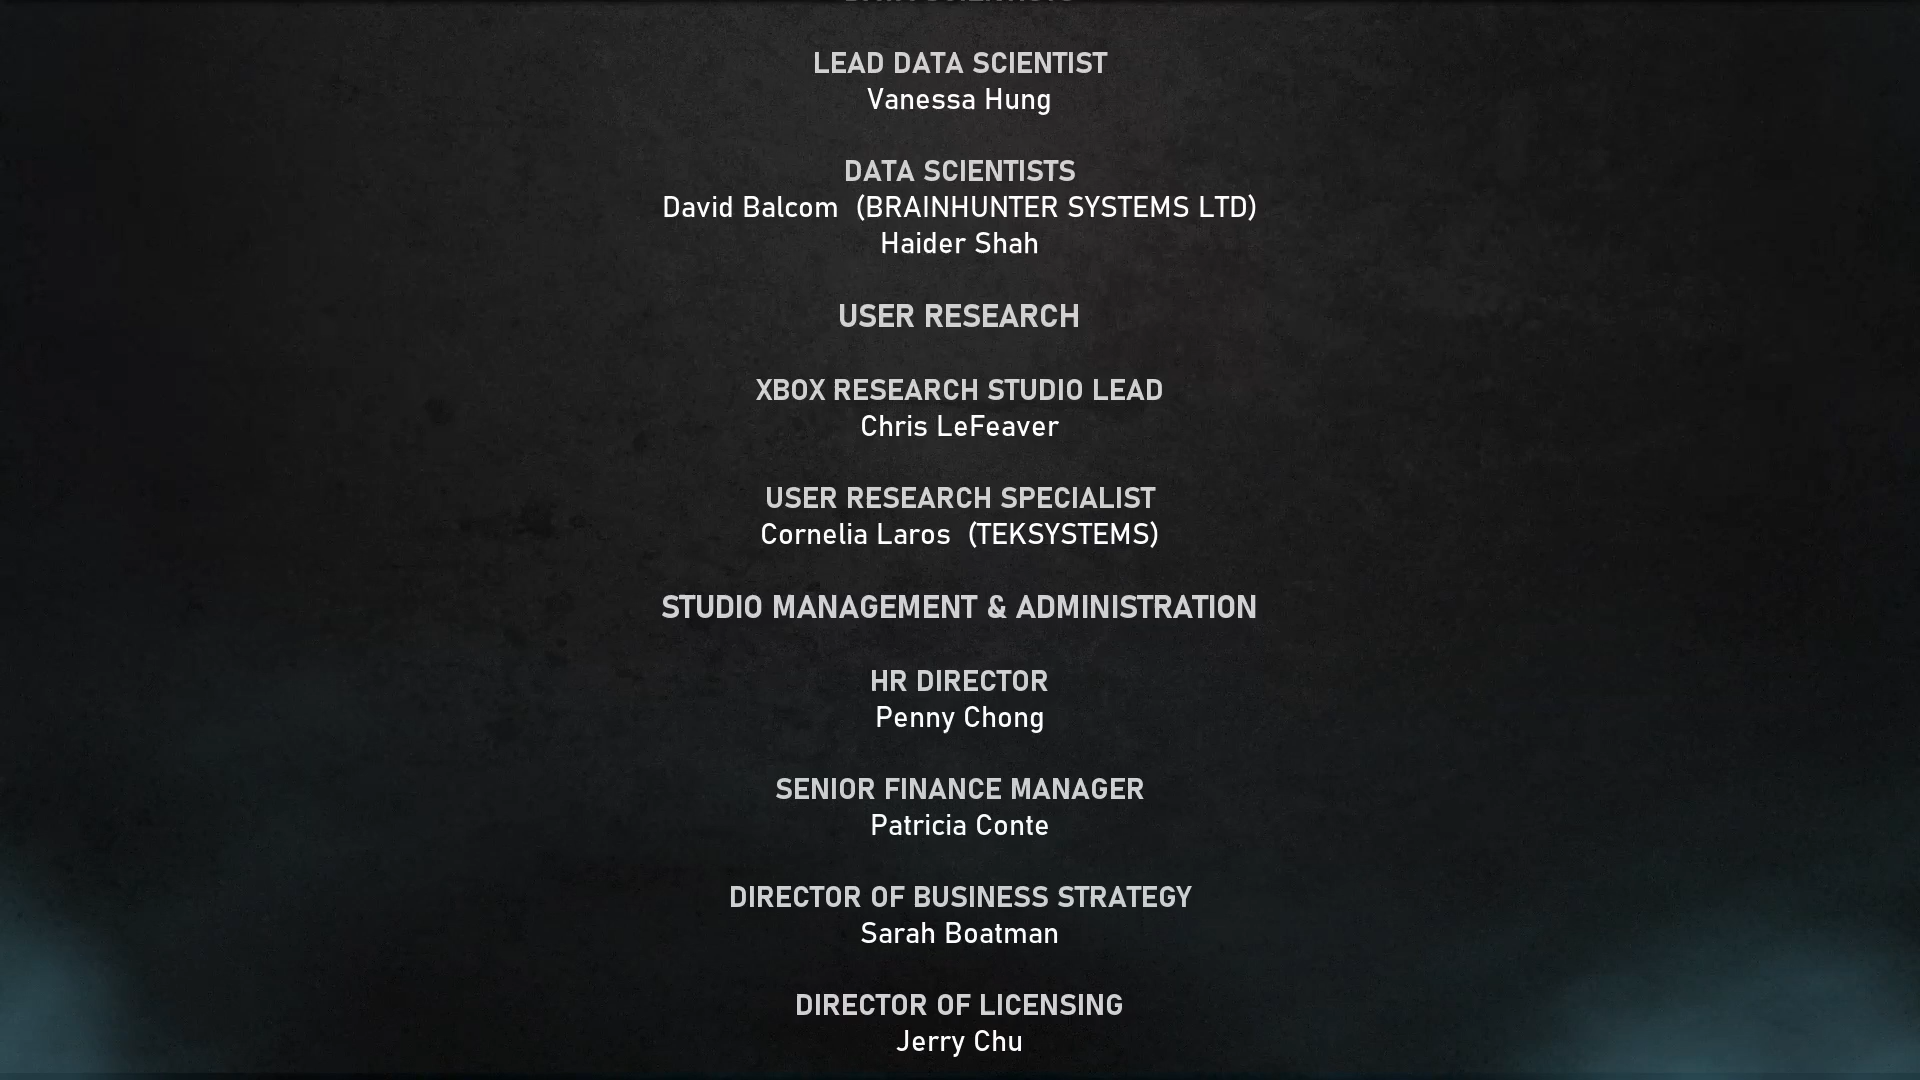 LEAD DATA SCIENTIST
Vanessa Hung
DATA SCIENTISTS
David Balcom (BRAINHUNTER SYSTEMS LTD)
Haider Shah
USER RESEARCH
XBOX RESEARCH STUDIO LEAD
Chris LeFeaver
USER RESEARCH SPECIALIST
Cornelia Laros (TEKSYSTEMS)
STUDIO MANAGEMENT & ADMINISTRATION
HR DIRECTOR
Penny Chong
SENIOR FINANCE MANAGER
Patricia Conte
DIRECTOR OF BUSINESS STRATEGY
Sarah Boatman
DIRECTOR OF LICENSING
Jerry Chu